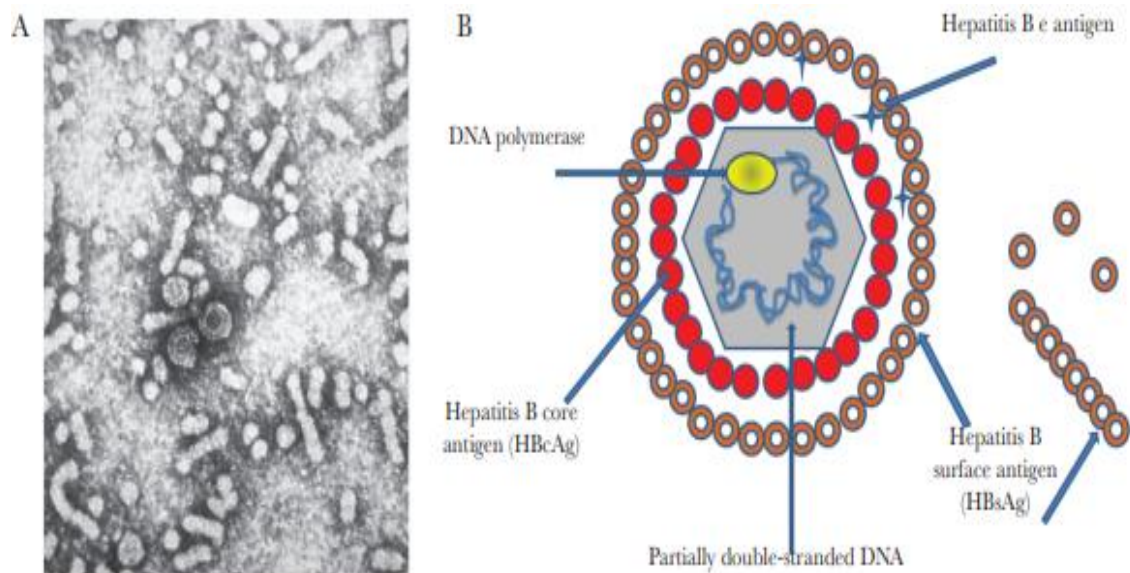 A
B
Hepatitis B e antigen
DNA polymerase
Hepatitis B core
antigen (HBcAg)
Hepatitis B
surface antigen
(HBsAg)
Partially double-stranded DNA